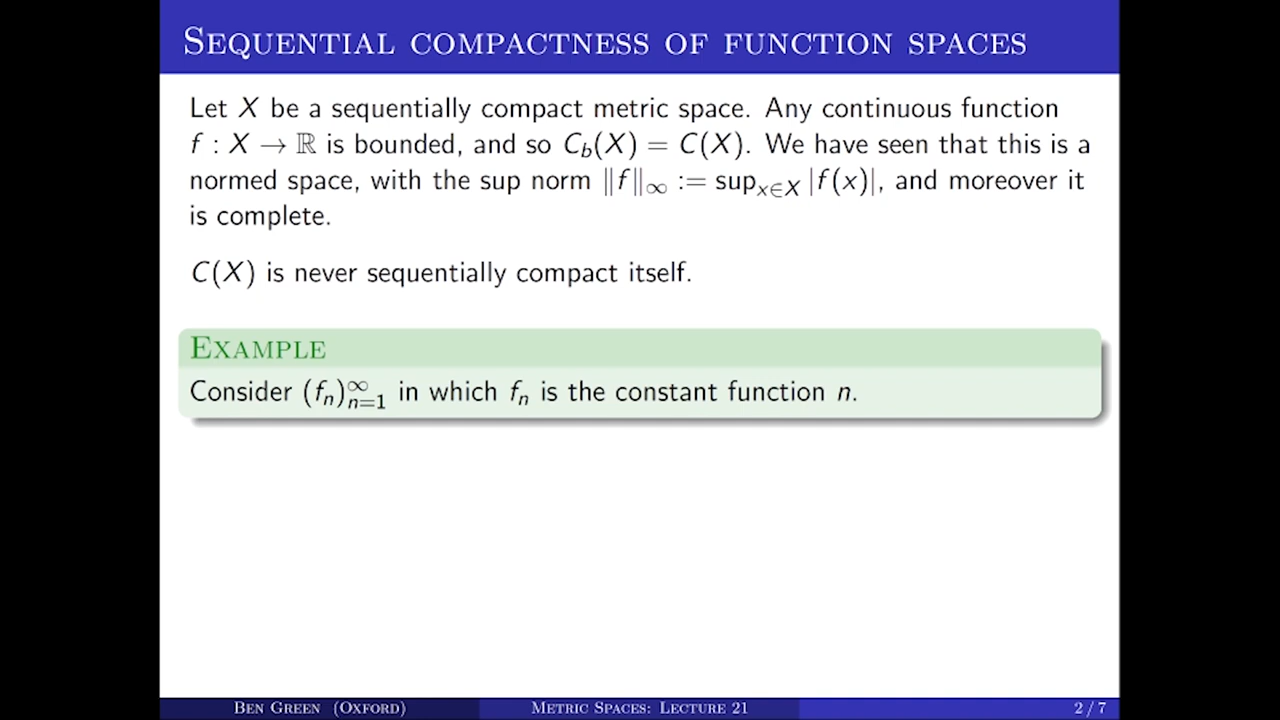 Sequential compactness of function spaces
Let X be a sequentially compact metric space. Any continuous function
f : X → ℝ is bounded, and so C_b(X) = C(X). We have seen that this is a
normed space, with the sup norm ‖f‖_∞ := sup_{x∈X} |f(x)|, and moreover it
is complete.
C(X) is never sequentially compact itself.
Example
Consider (f_n)_{n=1}^∞ in which f_n is the constant function n.
Ben Green (Oxford) Metric Spaces: Lecture 21 2 / 7